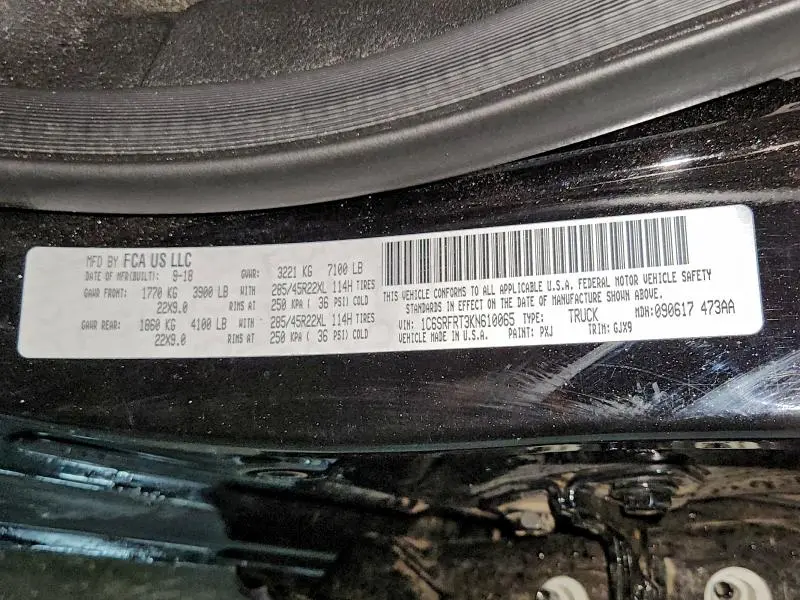 MFD BY FCA US LLC
DATE OF MFR(BUILT): 9-18 GVWR: 3221 KG 7100 LB
GAWR FRONT: 1770 KG 3900 LB WITH 285/45R22XL 114H TIRES
22X9.0 RIMS AT 250 KPA ( 36 PSI) COLD
GAWR REAR: 1860 KG 4100 LB WITH 285/45R22XL 114H TIRES
22X9.0 RIMS AT 250 KPA ( 36 PSI) COLD
THIS VEHICLE CONFORMS TO ALL APPLICABLE U.S.A. FEDERAL MOTOR VEHICLE SAFETY
STANDARDS IN EFFECT ON THE DATE OF MANUFACTURE SHOWN ABOVE.
VIN: 1C6SRFRT3KN610065 TYPE: TRUCK MDH: 090617 473AA
VEHICLE MADE IN U.S.A. PAINT: PXJ TRIM: GJX9